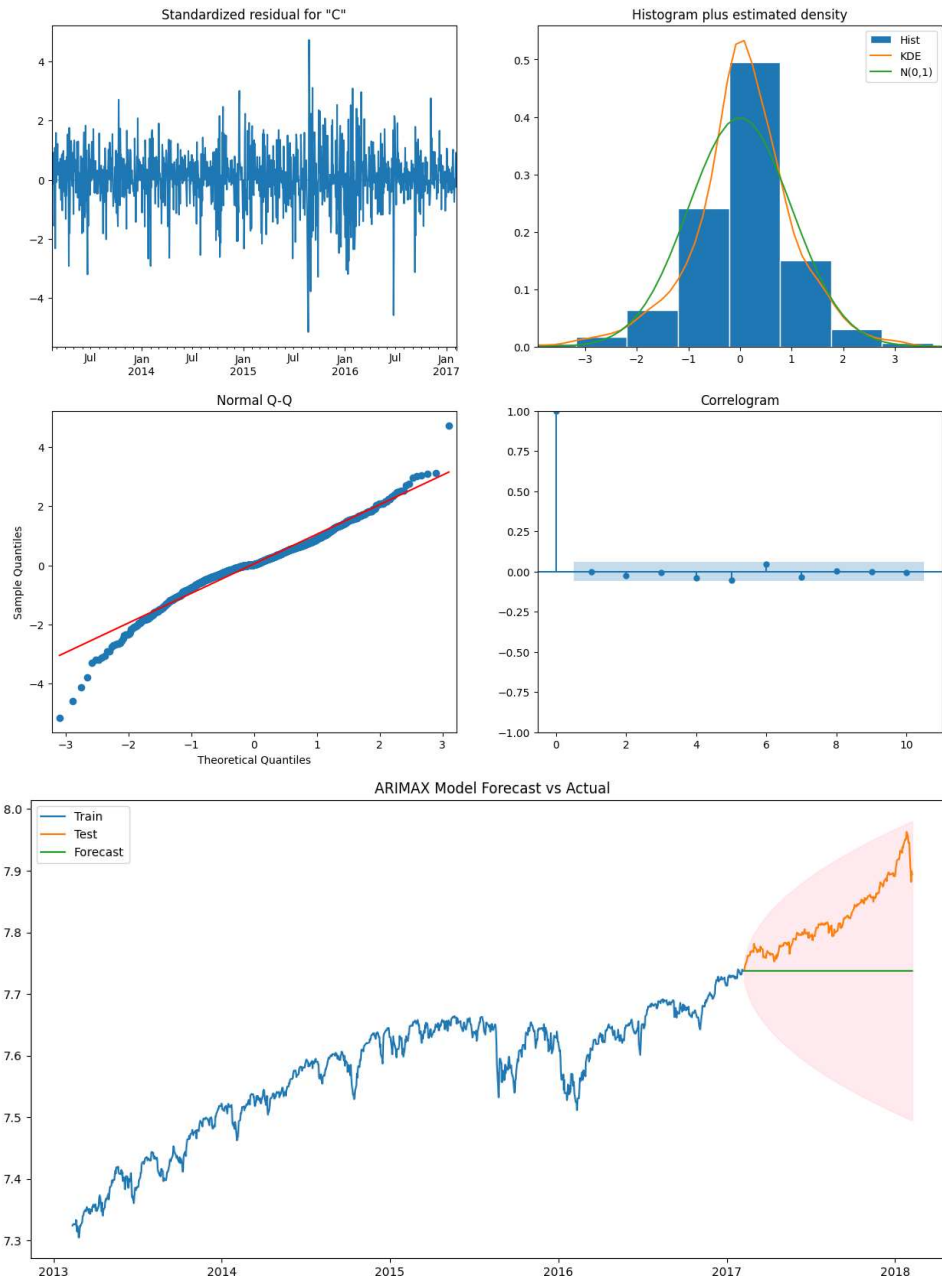 Standardized residual for "C"
4
2
0
−2
−4
Jul
Jan
2014
Jul
Jan
2015
Jul
Jan
2016
Jul
Jan
2017
Histogram plus estimated density
Hist
KDE
N(0,1)
0.5
0.4
0.3
0.2
0.1
0.0
−3 −2 −1 0 1 2 3
Normal Q-Q
Sample Quantiles
4
2
0
−2
−4
−3 −2 −1 0 1 2 3
Theoretical Quantiles
Correlogram
1.00
0.75
0.50
0.25
0.00
−0.25
−0.50
−0.75
−1.00
0 2 4 6 8 10
ARIMAX Model Forecast vs Actual
Train
Test
Forecast
8.0
7.9
7.8
7.7
7.6
7.5
7.4
7.3
2013 2014 2015 2016 2017 2018